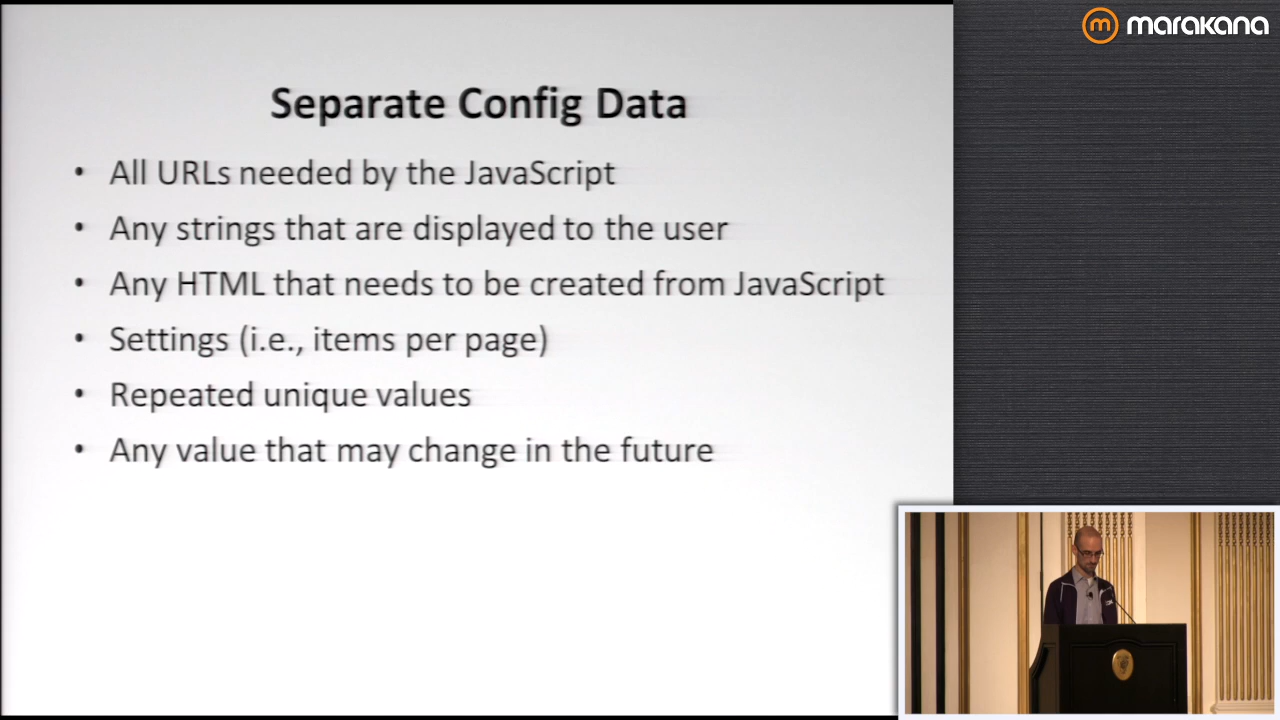 marakana
Separate Config Data
• All URLs needed by the JavaScript
• Any strings that are displayed to the user
• Any HTML that needs to be created from JavaScript
• Settings (i.e., items per page)
• Repeated unique values
• Any value that may change in the future